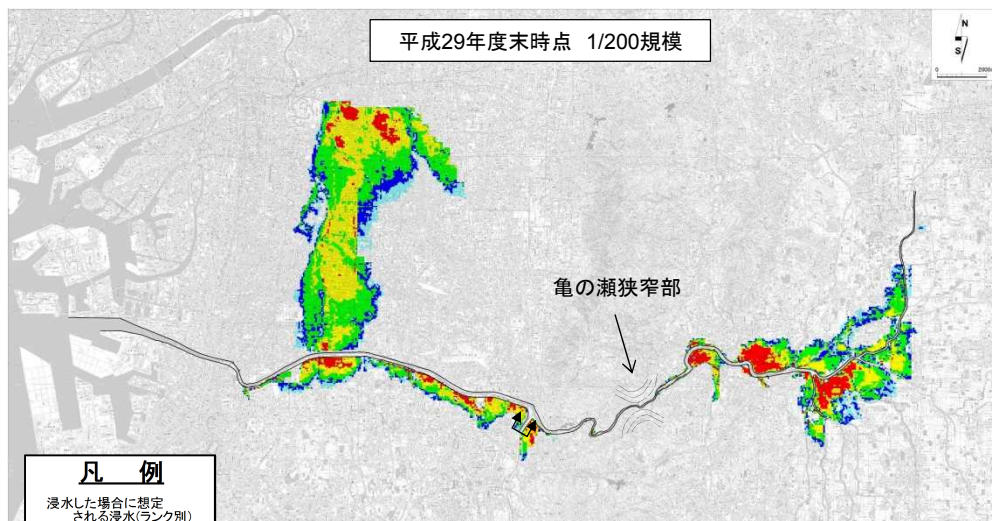 平成29年度末時点 1/200規模
N
S
0 2000m
亀の瀬狭窄部
凡 例
浸水した場合に想定
される浸水(ランク別)